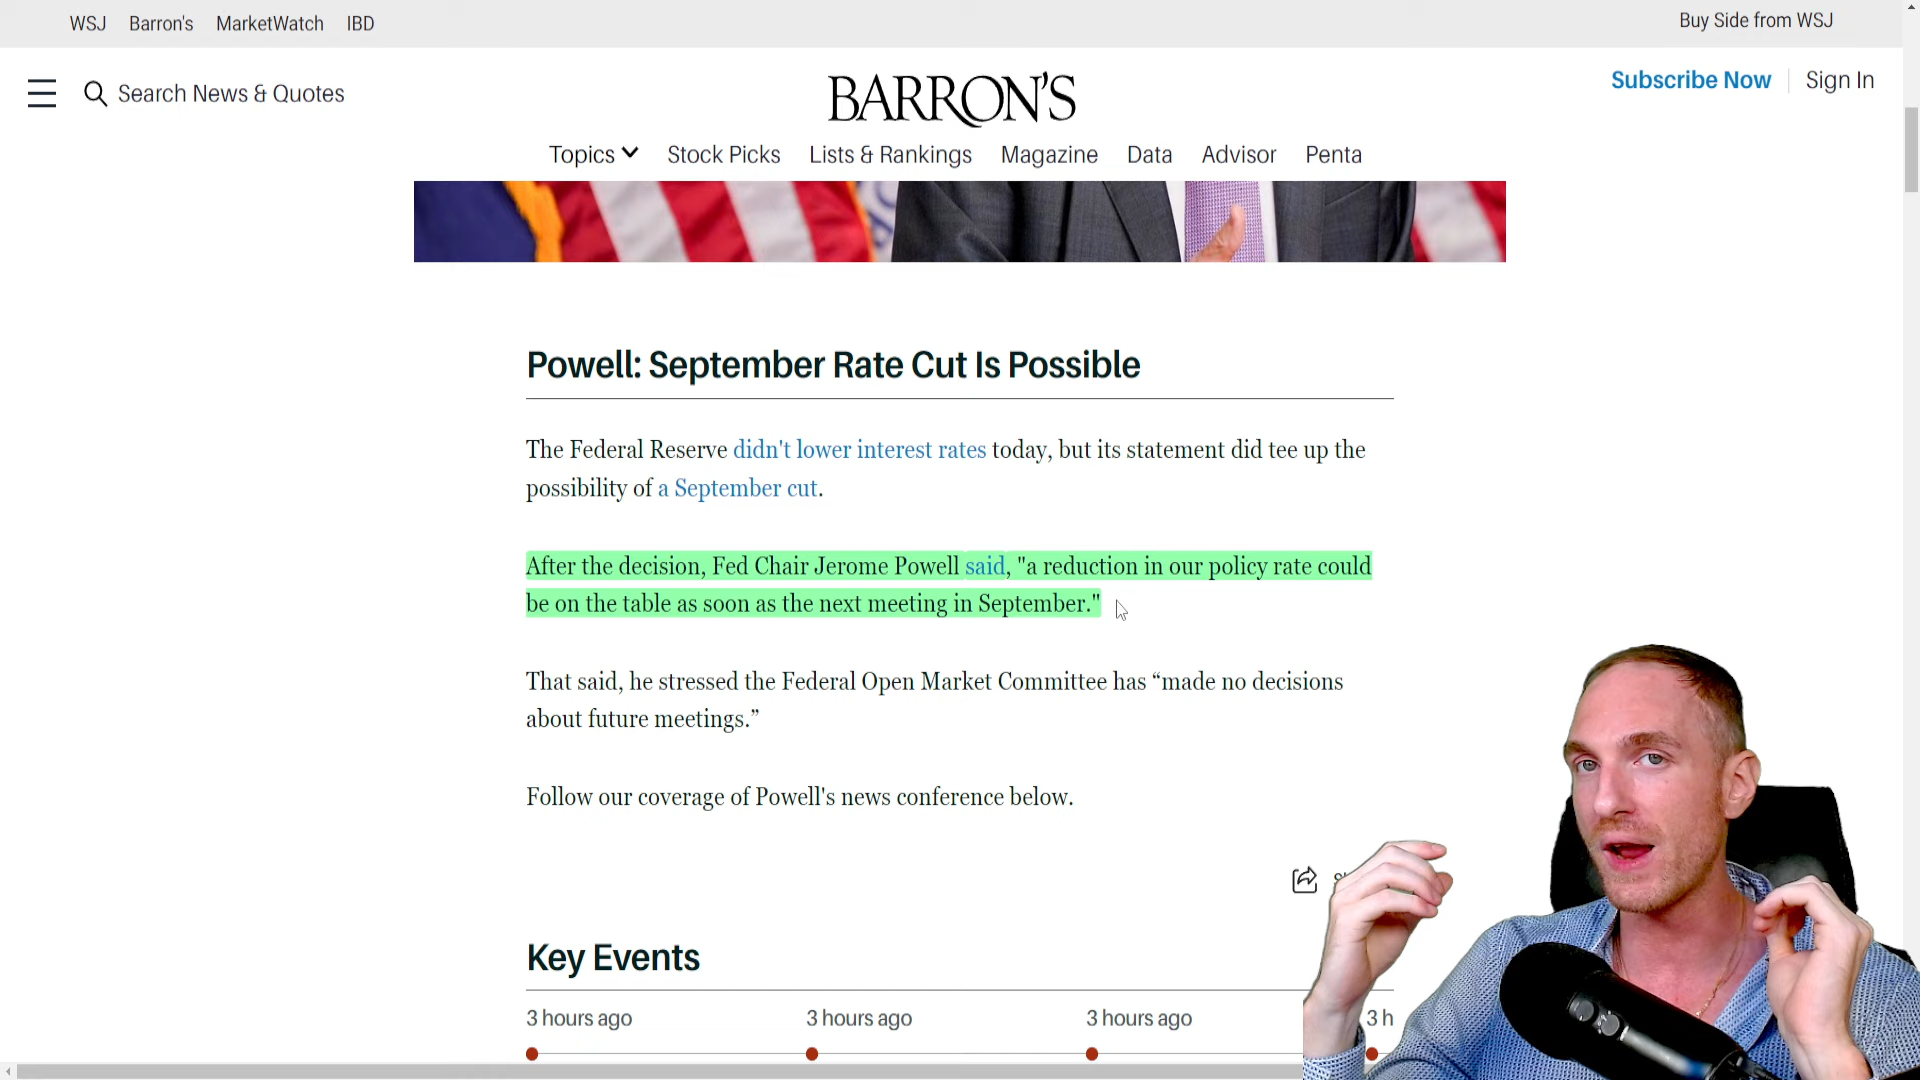 WSJ Barron's MarketWatch IBD
Buy Side from WSJ
Search News & Quotes
BARRON'S
Subscribe Now
Sign In
Topics Stock Picks Lists & Rankings Magazine Data Advisor Penta
Powell: September Rate Cut Is Possible
The Federal Reserve didn't lower interest rates today, but its statement did tee up the
possibility of a September cut.
After the decision, Fed Chair Jerome Powell said, "a reduction in our policy rate could
be on the table as soon as the next meeting in September."
That said, he stressed the Federal Open Market Committee has “made no decisions
about future meetings.”
Follow our coverage of Powell's news conference below.
Key Events
3 hours ago 3 hours ago 3 hours ago 3 h